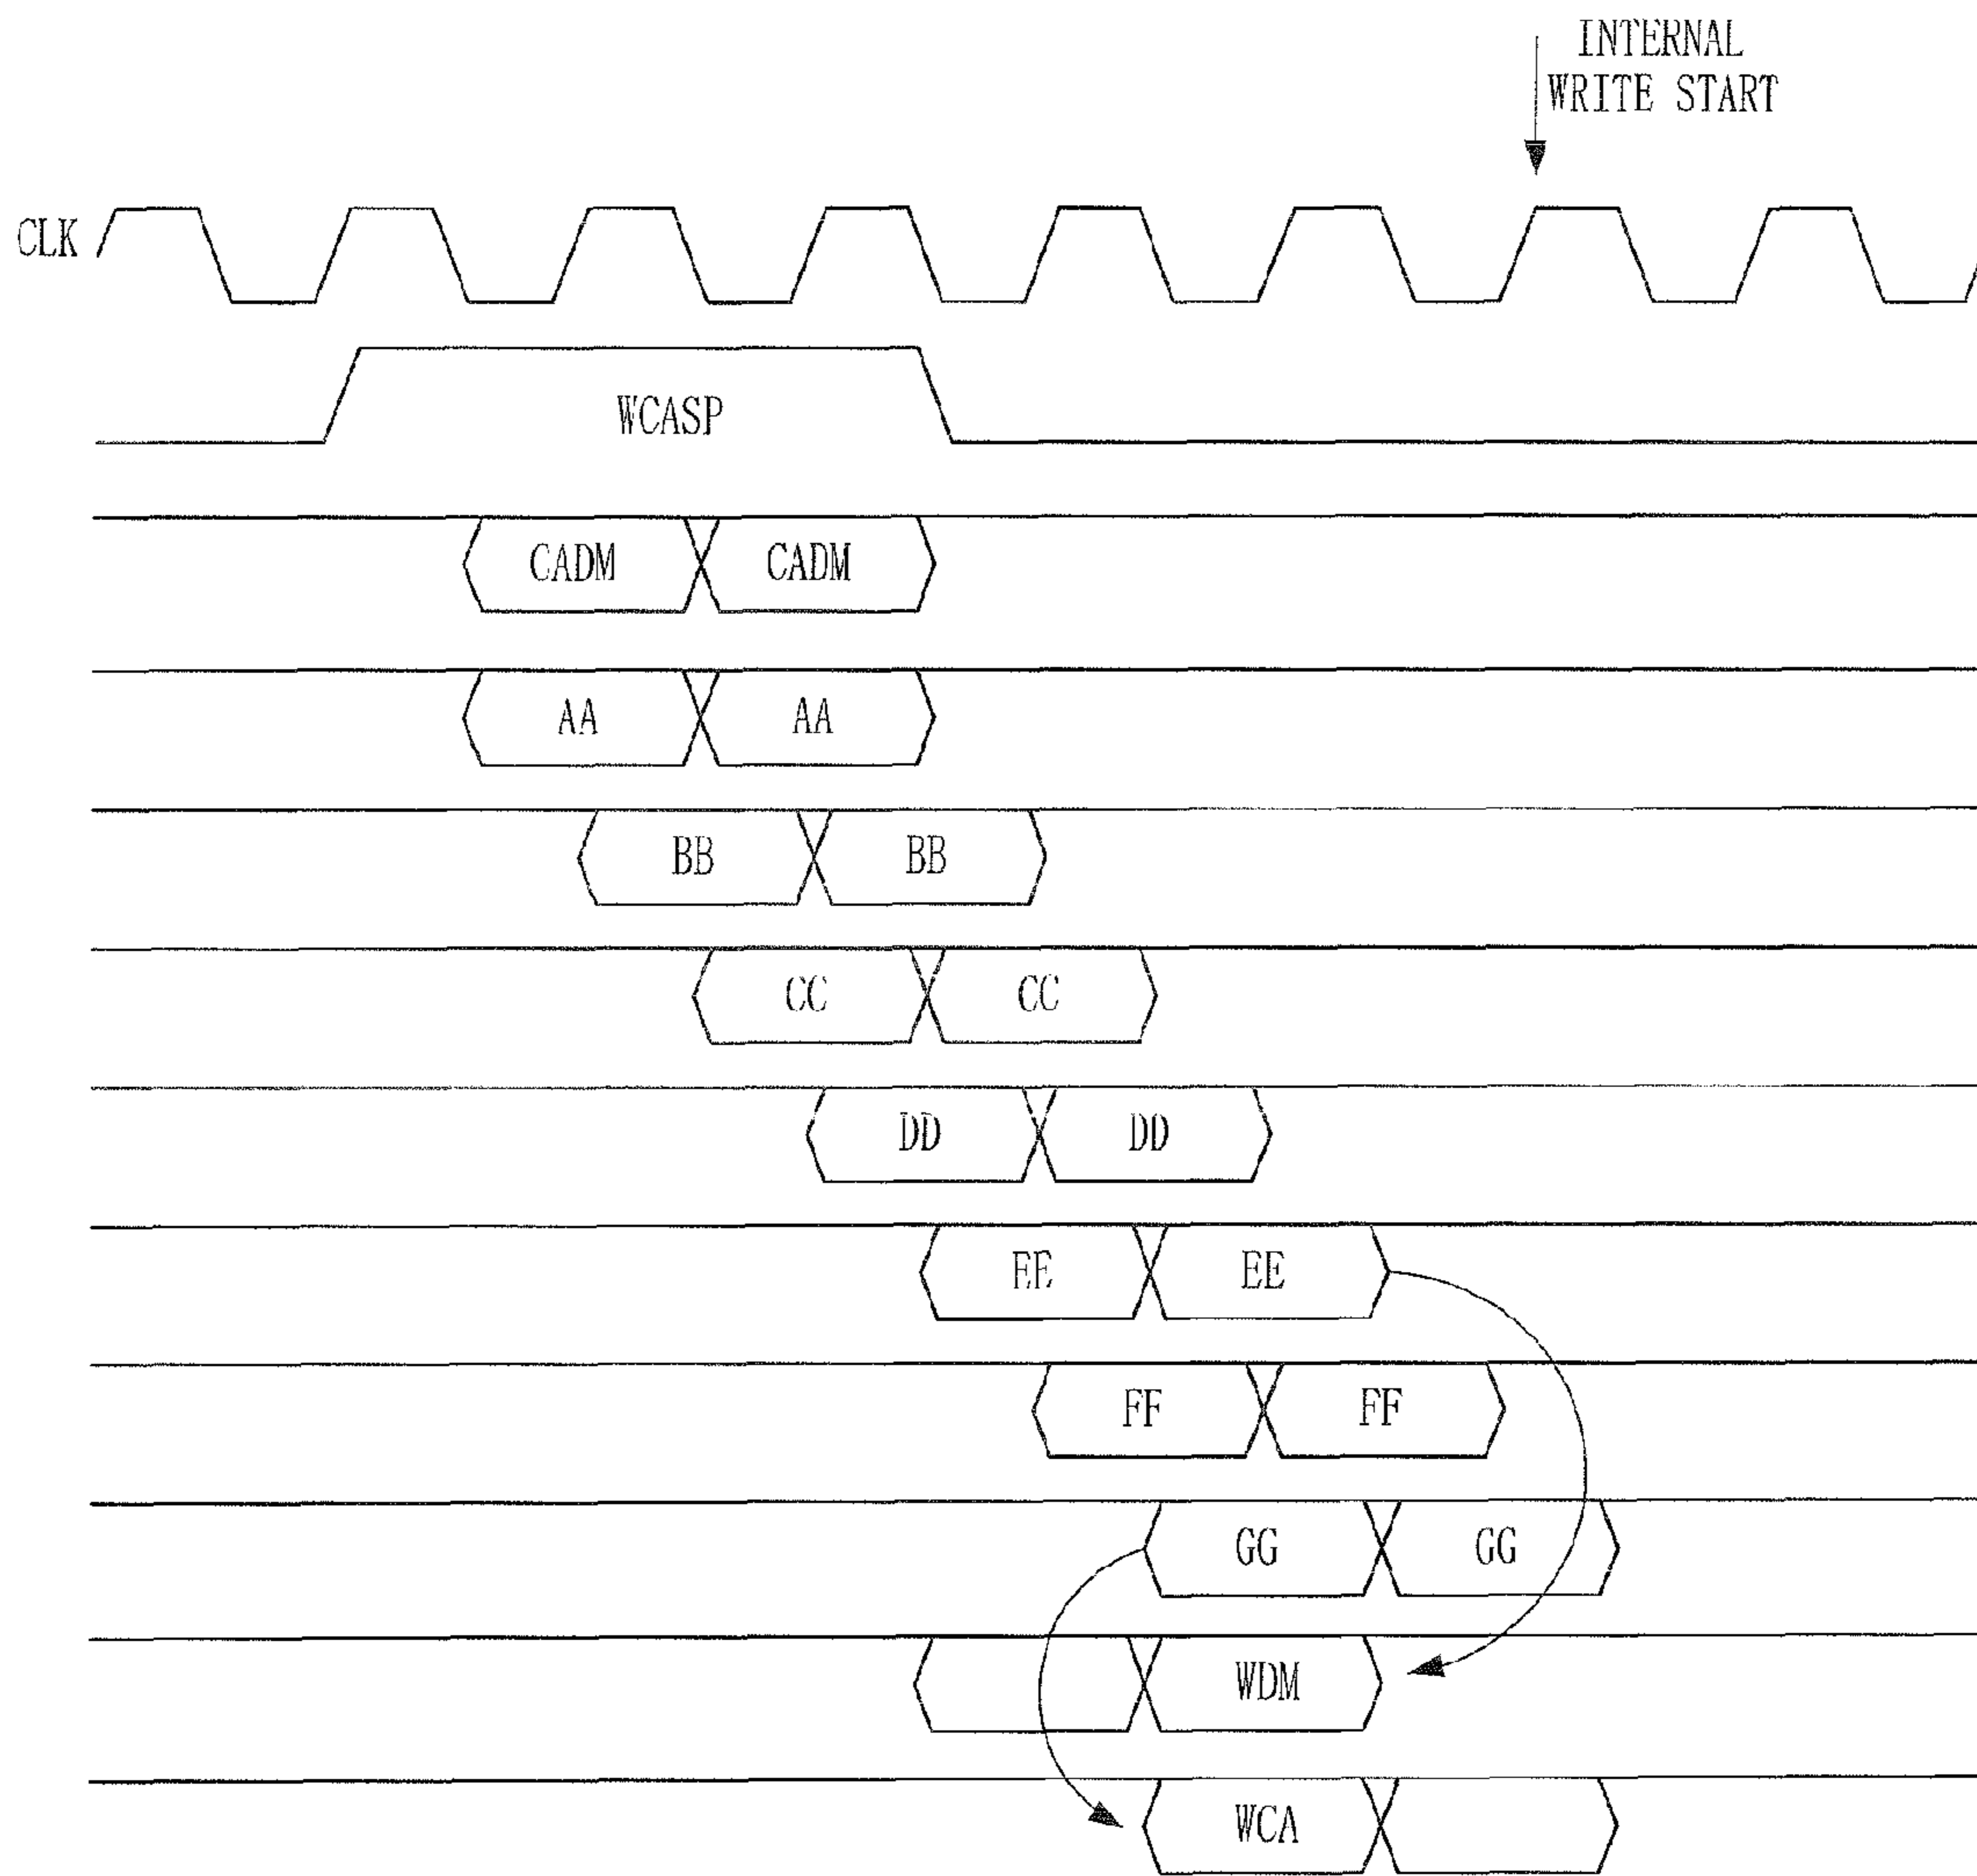 INTERNAL
WRITE START
CLK
WCASP
CADM CADM
AA AA
BB BB
CC CC
DD DD
EE EE
FF FF
GG GG
WDM
WCA